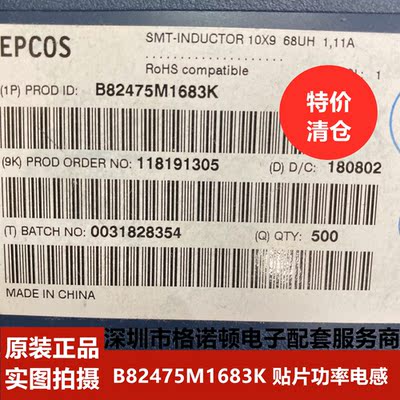 EPCOS
SMT-INDUCTOR 10X9 68UH 1,11A
RoHS compatible
1
(1P) PROD ID: B82475M1683K
特价
清仓
(9K) PROD ORDER NO: 118191305
(D) D/C: 180802
(T) BATCH NO: 0031828354
(Q) QTY: 500
MADE IN CHINA
深圳市格诺顿电子配套服务商
原装正品
实图拍摄
B82475M1683K 贴片功率电感